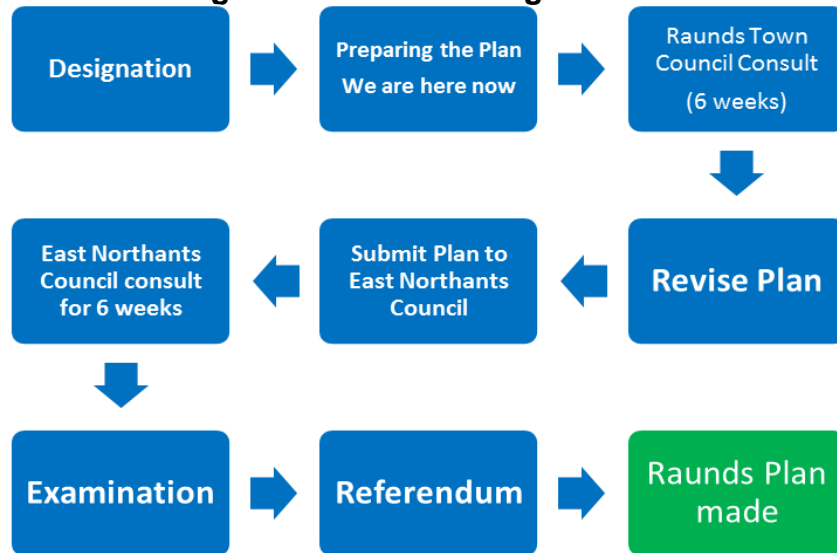 Designation
Preparing the Plan
We are here now
Raunds Town
Council Consult
(6 weeks)
Revise Plan
Submit Plan to
East Northants
Council
East Northants
Council consult
for 6 weeks
Examination
Referendum
Raunds Plan
made